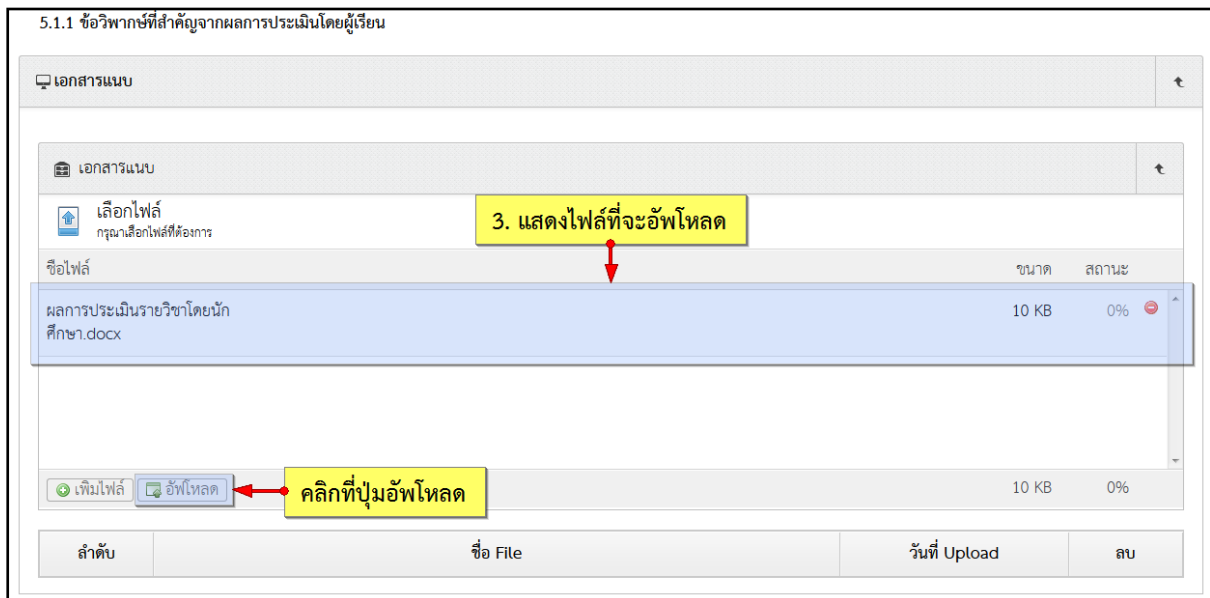 5.1.1 ข้อวิพากษ์ที่สำคัญจากผลการประเมินโดยผู้เรียน
เอกสารแนบ
เอกสารแนบ
เลือกไฟล์
กรุณาเลือกไฟล์ที่ต้องการ
3. แสดงไฟล์ที่จะอัพโหลด
ชื่อไฟล์ ขนาด สถานะ
ผลการประเมินรายวิชาโดยนัก 10 KB 0%
ศึกษา.docx
เพิ่มไฟล์ อัพโหลด คลิกที่ปุ่มอัพโหลด 10 KB 0%
ลำดับ ชื่อ File วันที่ Upload ลบ